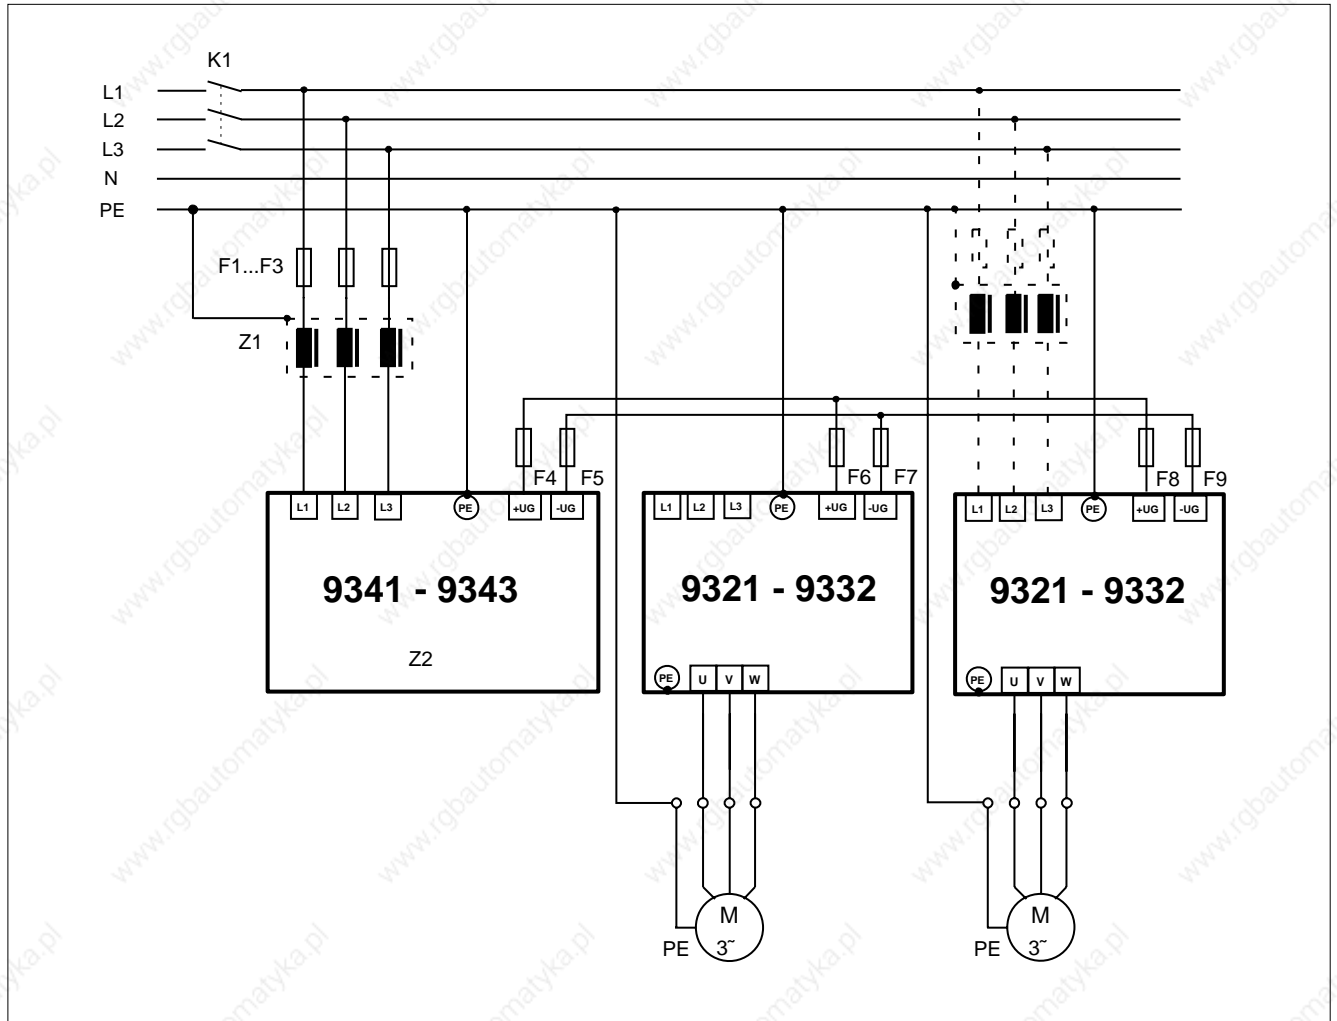 K1
L1
L2
L3
N
PE
F1...F3
Z1
F4 F5 F6 F7 F8 F9
L1 L2 L3 PE +UG -UG
L1 L2 L3 PE +UG -UG
L1 L2 L3 PE +UG -UG
9341 - 9343
9321 - 9332
9321 - 9332
Z2
PE U V W
PE U V W
M
3~
PE
M
3~
PE
www.rgbautomatyka.pl